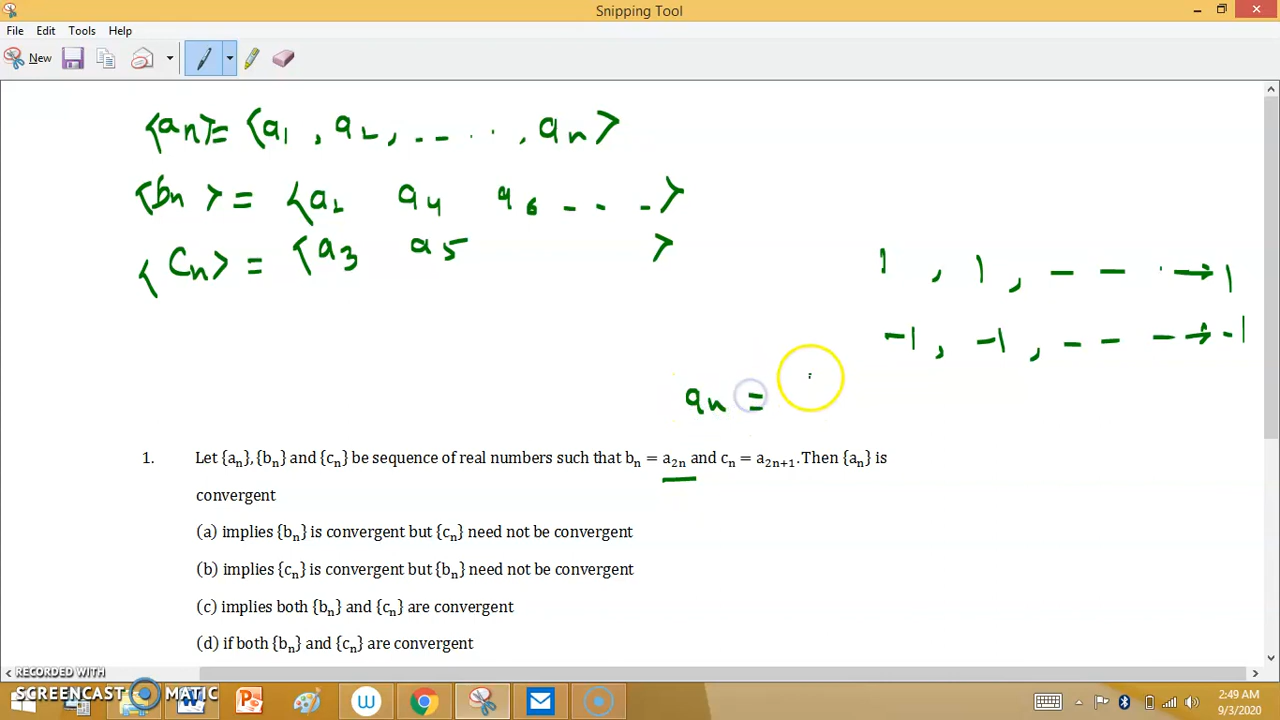 Snipping Tool
File Edit Tools Help
New
<an>= <a1 , a2 , - - · · · , an>
<bn> = <a2 a4 a6 - - - >
<cn> = <a3 a5 >
1 , 1 , - - · → 1
-1 , -1 , - - - → -1
an =
1. Let {aₙ}, {bₙ} and {cₙ} be sequence of real numbers such that bₙ = a₂ₙ and cₙ = a₂ₙ₊₁. Then {aₙ} is
convergent
(a) implies {bₙ} is convergent but {cₙ} need not be convergent
(b) implies {cₙ} is convergent but {bₙ} need not be convergent
(c) implies both {bₙ} and {cₙ} are convergent
(d) if both {bₙ} and {cₙ} are convergent
RECORDED WITH
SCREENCAST MATIC
2:49 AM
9/3/2020